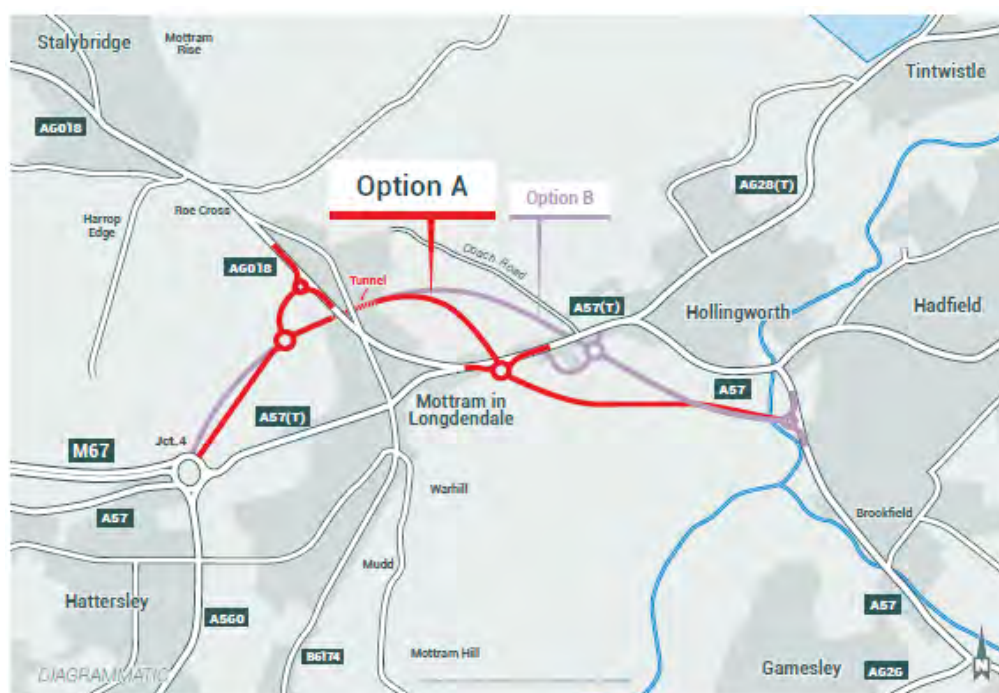 Stalybridge
Mottram
Rise
Tintwistle
A6018
A628(T)
Option A
Option B
Roe Cross
Harrop
Edge
Coach Road
A6018
Tunnel
A57(T)
Hollingworth
Hadfield
A57
Mottram in
Longdendale
A57(T)
Jct.4
M67
Warhill
A57
Brookfield
Mudd
Hattersley
A560
A57
B6174
Mottram Hill
Gamesley
A626
N
DIAGRAMMATIC